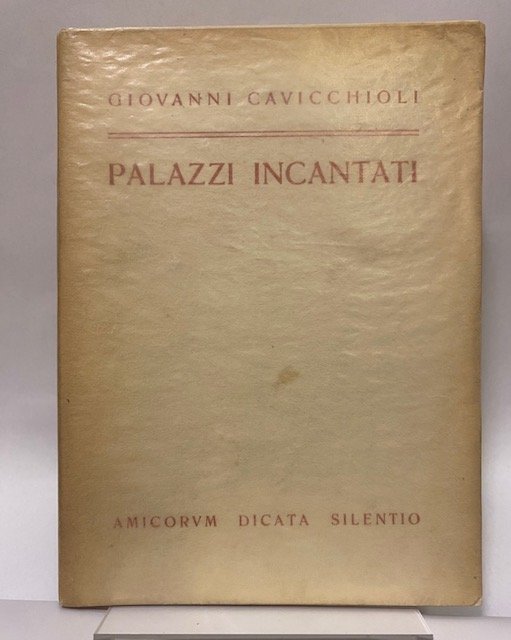 GIOVANNI CAVICCHIOLI
PALAZZI INCANTATI
AMICORVM DICATA SILENTIO